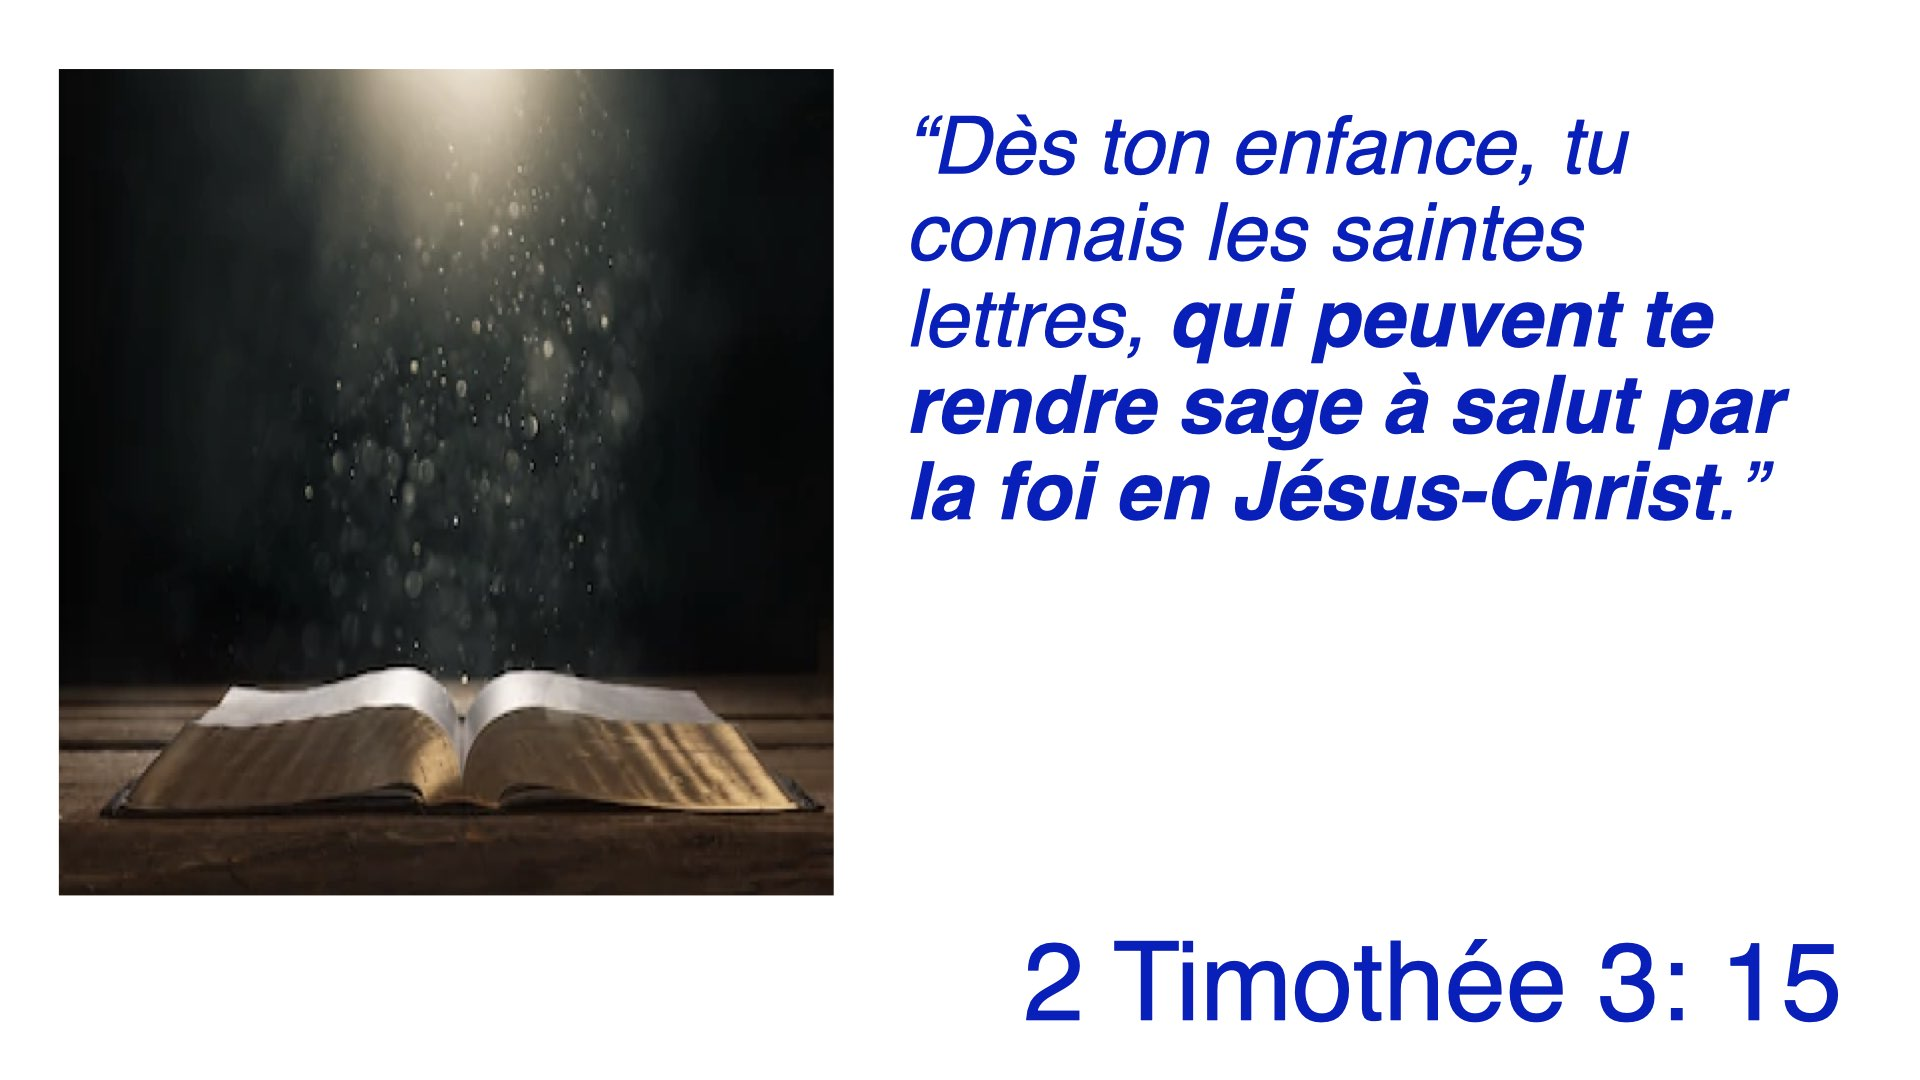 “Dès ton enfance, tu
connais les saintes
lettres, qui peuvent te
rendre sage à salut par
la foi en Jésus-Christ.”
2 Timothée 3: 15